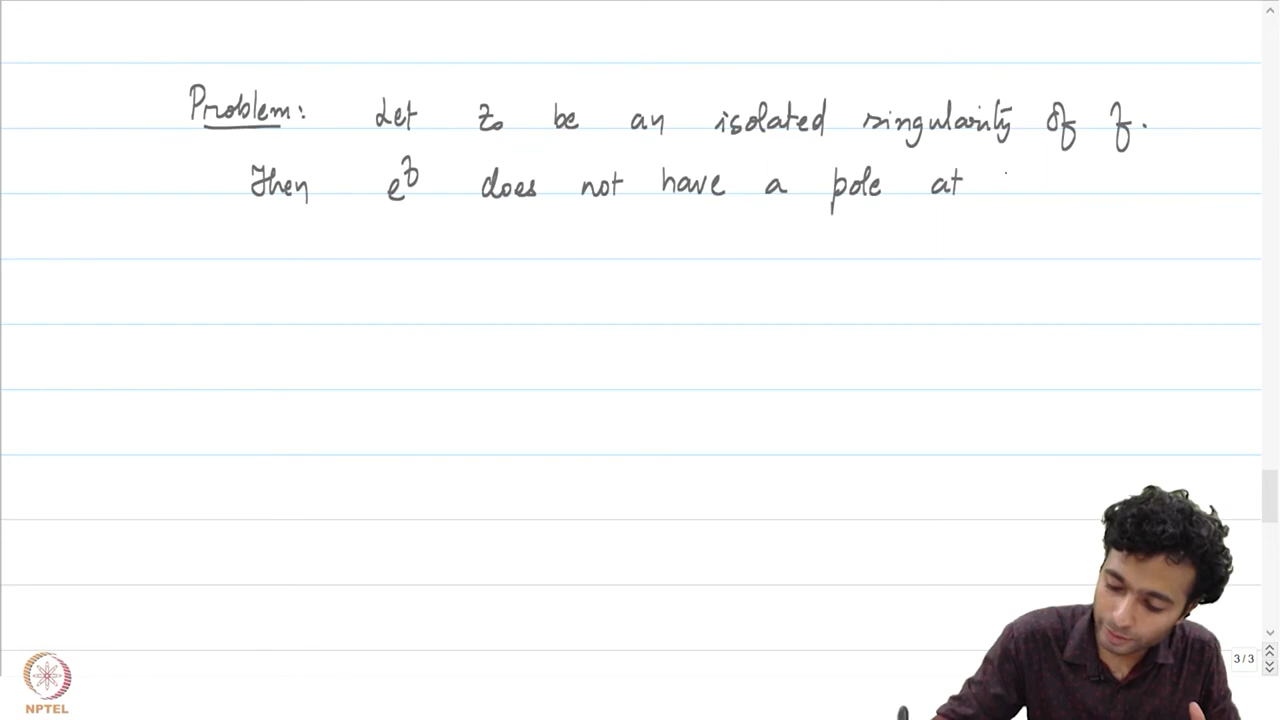 Problem: Let z₀ be an isolated singularity of f.
Then e^f does not have a pole at
3/3
NPTEL